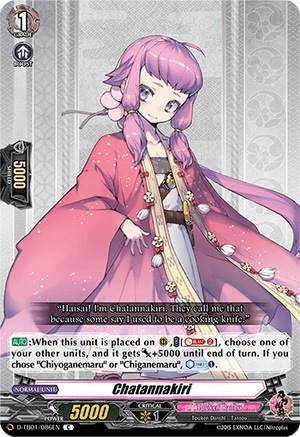 1
GRADE
BOOST
5000
SHIELD
"Haisai! I'm Chatannakiri. They call me that
because some say I used to be a cooking knife."
AUTO:When this unit is placed on , choose one of
your other units, and it gets +5000 until end of turn. If you
chose "Chiyoganemaru" or "Chiganemaru",
NORMAL UNIT
Chatannakiri
POWER 5000
CRITICAL
1
Touken Ranbu
Touken Danshi - Tantou
D-TB01/086EN C
©2015 EXNOA LLC/Nitroplus